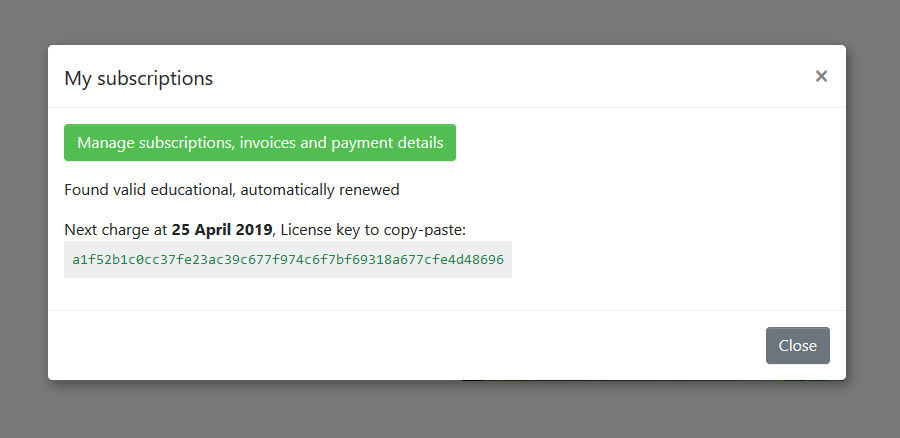 My subscriptions
×
Manage subscriptions, invoices and payment details
Found valid educational, automatically renewed
Next charge at 25 April 2019, License key to copy-paste:
a1f52b1c0cc37fe23ac39c677f974c6f7bf69318a677cfe4d48696
Close